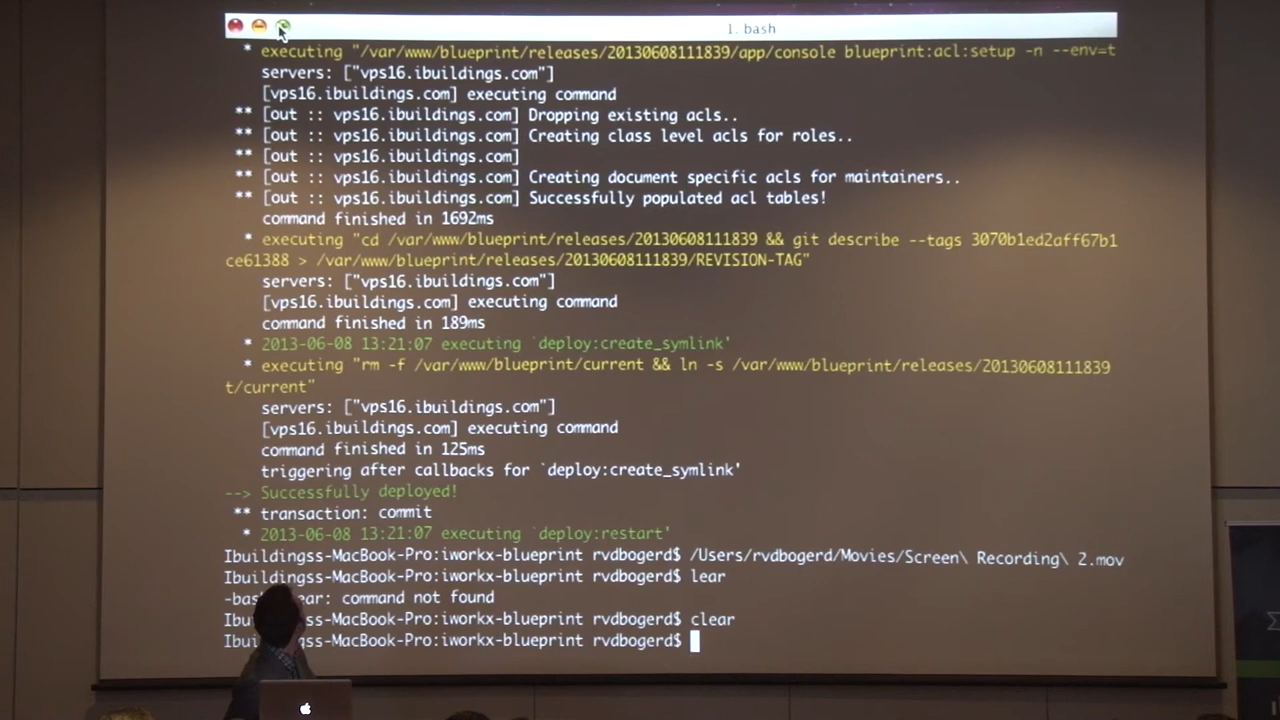 1. bash
* executing "/var/www/blueprint/releases/20130608111839/app/console blueprint:acl:setup -n --env=t
servers: ["vps16.ibuildings.com"]
[vps16.ibuildings.com] executing command
** [out :: vps16.ibuildings.com] Dropping existing acls..
** [out :: vps16.ibuildings.com] Creating class level acls for roles..
** [out :: vps16.ibuildings.com]
** [out :: vps16.ibuildings.com] Creating document specific acls for maintainers..
** [out :: vps16.ibuildings.com] Successfully populated acl tables!
command finished in 1692ms
* executing "cd /var/www/blueprint/releases/20130608111839 && git describe --tags 3070b1ed2aff67b1
ce61388 > /var/www/blueprint/releases/20130608111839/REVISION-TAG"
servers: ["vps16.ibuildings.com"]
[vps16.ibuildings.com] executing command
command finished in 189ms
* 2013-06-08 13:21:07 executing `deploy:create_symlink'
* executing "rm -f /var/www/blueprint/current && ln -s /var/www/blueprint/releases/20130608111839
t/current"
servers: ["vps16.ibuildings.com"]
[vps16.ibuildings.com] executing command
command finished in 125ms
triggering after callbacks for `deploy:create_symlink'
--> Successfully deployed!
** transaction: commit
* 2013-06-08 13:21:07 executing `deploy:restart'
Ibuildingss-MacBook-Pro:iworkx-blueprint rvdbogerd$ /Users/rvdbogerd/Movies/Screen\ Recording\ 2.mov
Ibuildingss-MacBook-Pro:iworkx-blueprint rvdbogerd$ lear
-bas ear: command not found
Ibui ngss-MacBook-Pro:iworkx-blueprint rvdbogerd$ clear
Ibui ngss-MacBook-Pro:iworkx-blueprint rvdbogerd$